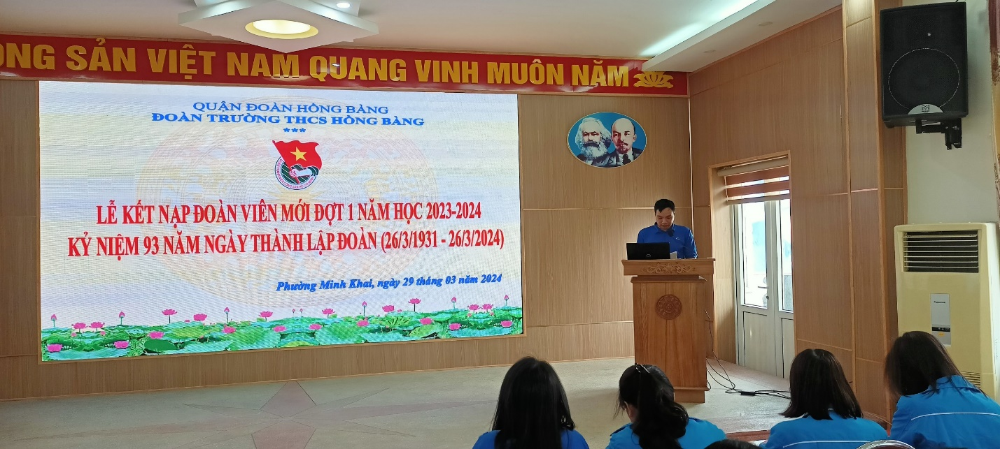 ỘNG SẢN VIỆT NAM QUANG VINH MUÔN NĂM
QUẬN ĐOÀN HỒNG BÀNG
ĐOÀN TRƯỜNG THCS HỒNG BÀNG
***
LỄ KẾT NẠP ĐOÀN VIÊN MỚI ĐỢT 1 NĂM HỌC 2023-2024
KỶ NIỆM 93 NĂM NGÀY THÀNH LẬP ĐOÀN (26/3/1931 - 26/3/2024)
Phường Minh Khai, ngày 29 tháng 03 năm 2024